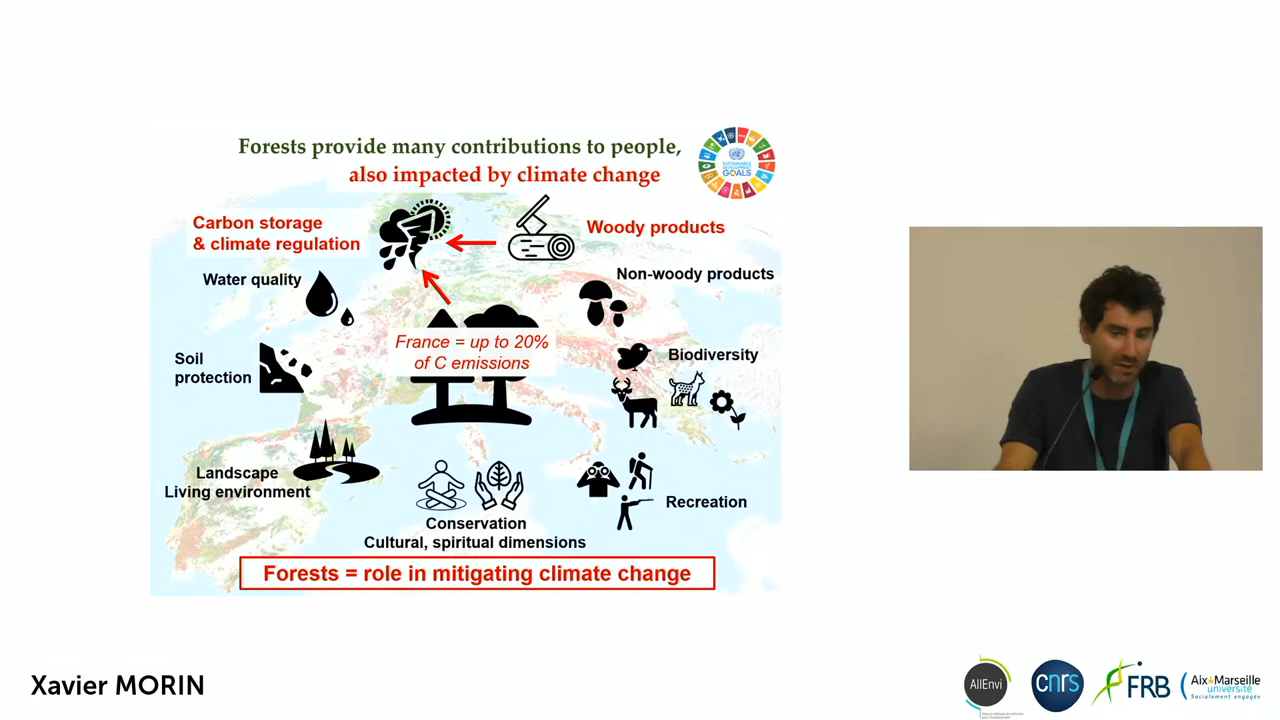 Forests provide many contributions to people,
also impacted by climate change
SUSTAINABLE
DEVELOPMENT
GOALS
Carbon storage
& climate regulation
Woody products
Water quality
Non-woody products
France = up to 20%
of C emissions
Soil
protection
Biodiversity
Landscape
Living environment
Recreation
Conservation
Cultural, spiritual dimensions
Forests = role in mitigating climate change
Xavier MORIN
AllEnvi
cnrs
FRB
Aix Marseille
université
Socialement engagée